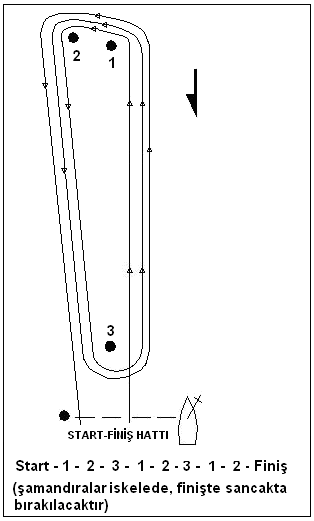 2 1
3
START-FİNİŞ HATTI
Start - 1 - 2 - 3 - 1 - 2 - 3 - 1 - 2 - Finiş
(şamandıralar iskelede, finişte sancakta
bırakılacaktır)